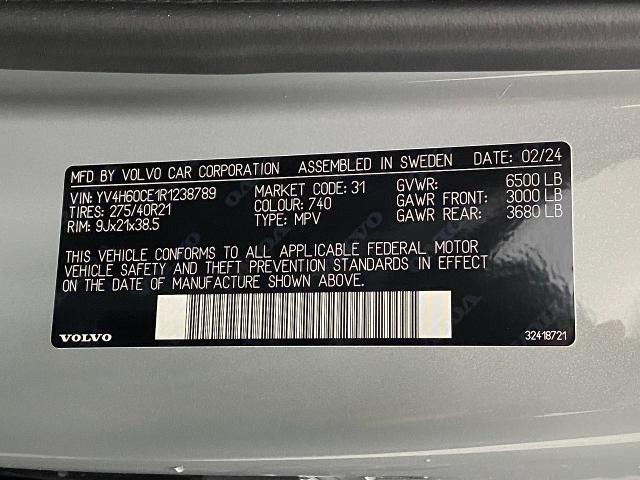 MFD BY VOLVO CAR CORPORATION ASSEMBLED IN SWEDEN DATE: 02/24
VIN: YV4H60CE1R1238789 MARKET CODE: 31 GVWR: 6500 LB
TIRES: 275/40R21 COLOUR: 740 GAWR FRONT: 3000 LB
RIM: 9Jx21x38.5 TYPE: MPV GAWR REAR: 3680 LB
THIS VEHICLE CONFORMS TO ALL APPLICABLE FEDERAL MOTOR
VEHICLE SAFETY AND THEFT PREVENTION STANDARDS IN EFFECT
ON THE DATE OF MANUFACTURE SHOWN ABOVE.
VOLVO 32418721